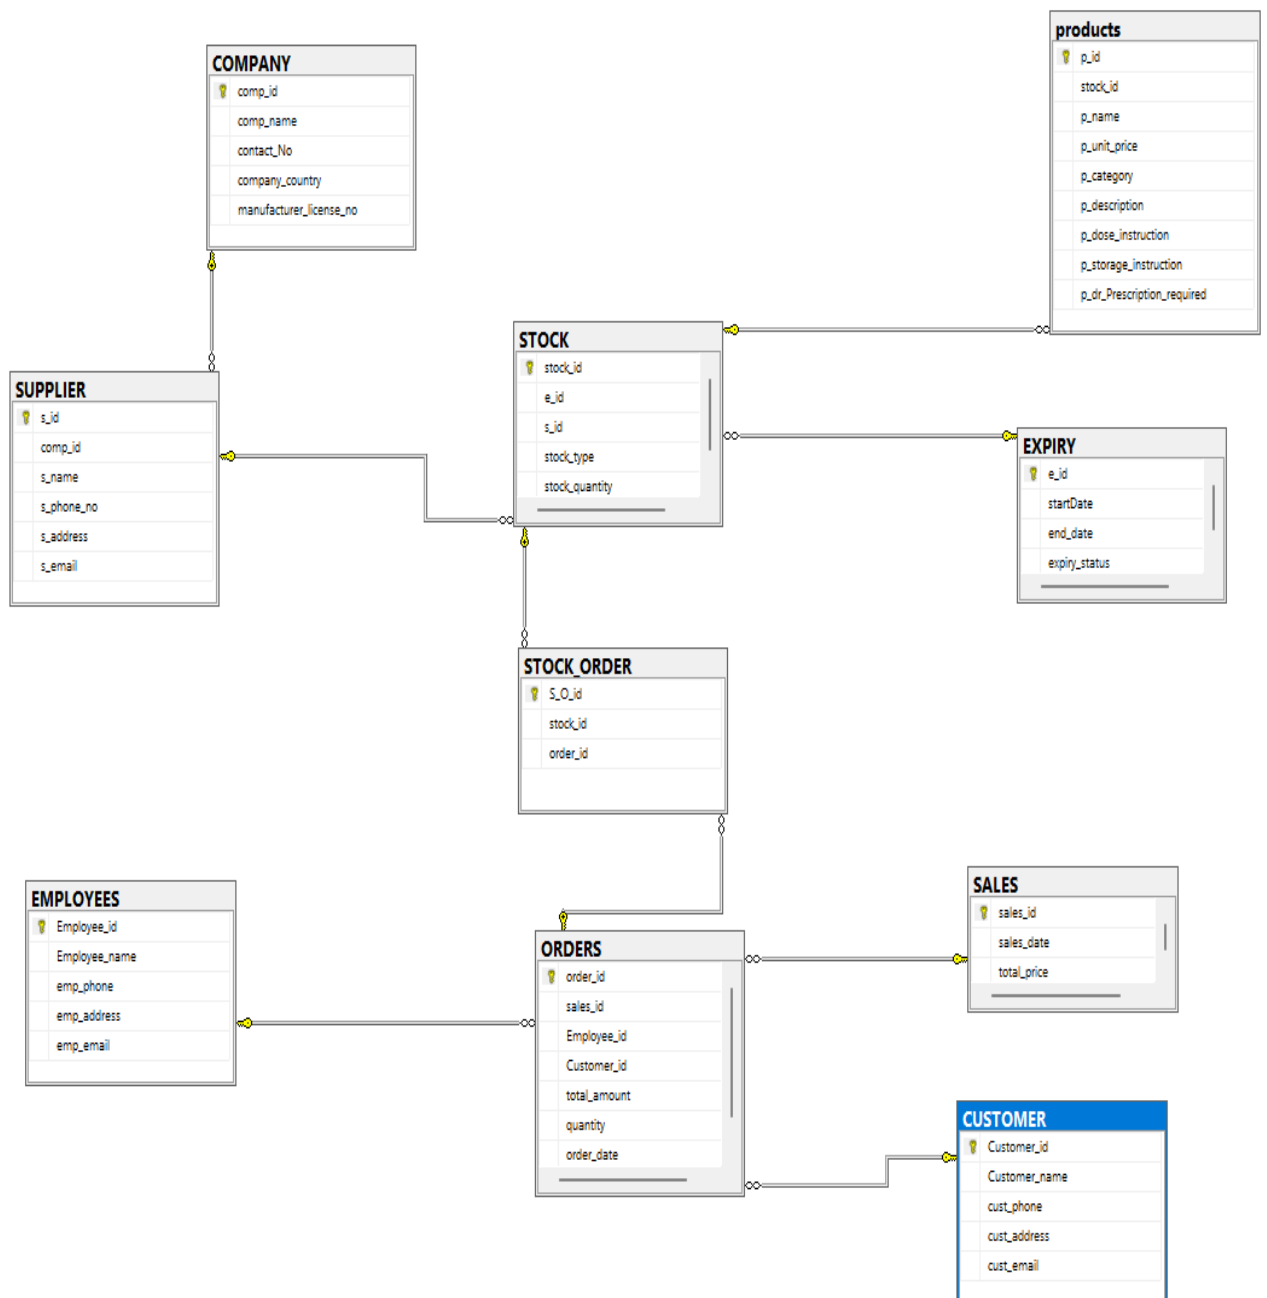 products
p_id
stock_id
p_name
p_unit_price
p_category
p_description
p_dose_instruction
p_storage_instruction
p_dr_Prescription_required
COMPANY
comp_id
comp_name
contact_No
company_country
manufacturer_license_no
STOCK
stock_id
e_id
s_id
stock_type
stock_quantity
SUPPLIER
s_id
comp_id
s_name
s_phone_no
s_address
s_email
EXPIRY
e_id
startDate
end_date
expiry_status
STOCK_ORDER
S_O_id
stock_id
order_id
EMPLOYEES
Employee_id
Employee_name
emp_phone
emp_address
emp_email
ORDERS
order_id
sales_id
Employee_id
Customer_id
total_amount
quantity
order_date
SALES
sales_id
sales_date
total_price
CUSTOMER
Customer_id
Customer_name
cust_phone
cust_address
cust_email